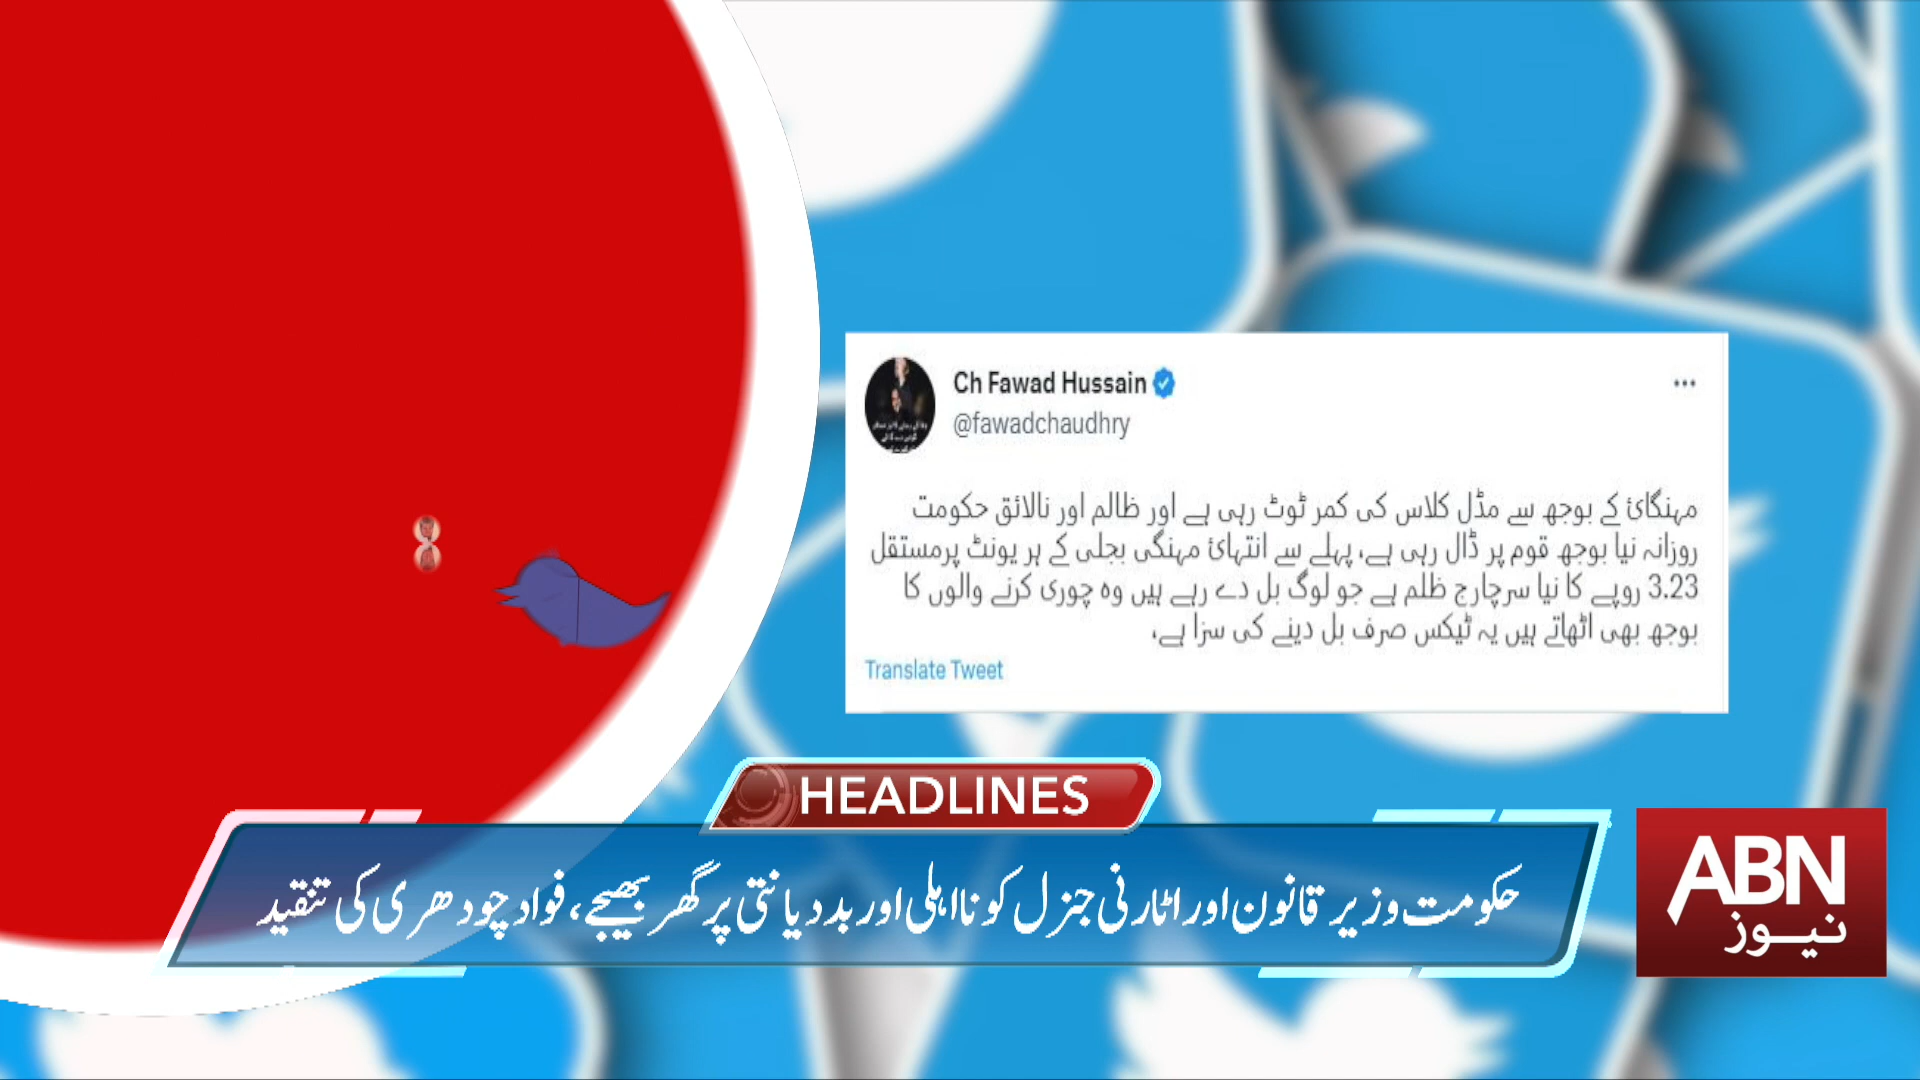 Ch Fawad Hussain
@fawadchaudhry
مہنگائ کے بوجھ سے مڈل کلاس کی کمر ٹوٹ رہی ہے اور ظالم اور نالائق حکومت
روزانہ نیا بوجھ قوم پر ڈال رہی ہے، پہلے سے انتہائ مہنگی بجلی کے ہر یونٹ پرمستقل
3.23 روپے کا نیا سرچارج ظلم ہے جو لوگ بل دے رہے ہیں وہ چوری کرنے والوں کا
بوجھ بھی اٹھاتے ہیں یہ ٹیکس صرف بل دینے کی سزا ہے،
Translate Tweet
HEADLINES
حکومت وزیر قانون اور اٹارنی جنرل کو نااہلی اور بددیانتی پر گھر بھیجے، فواد چودھری کی تنقید
ABN
نیوز